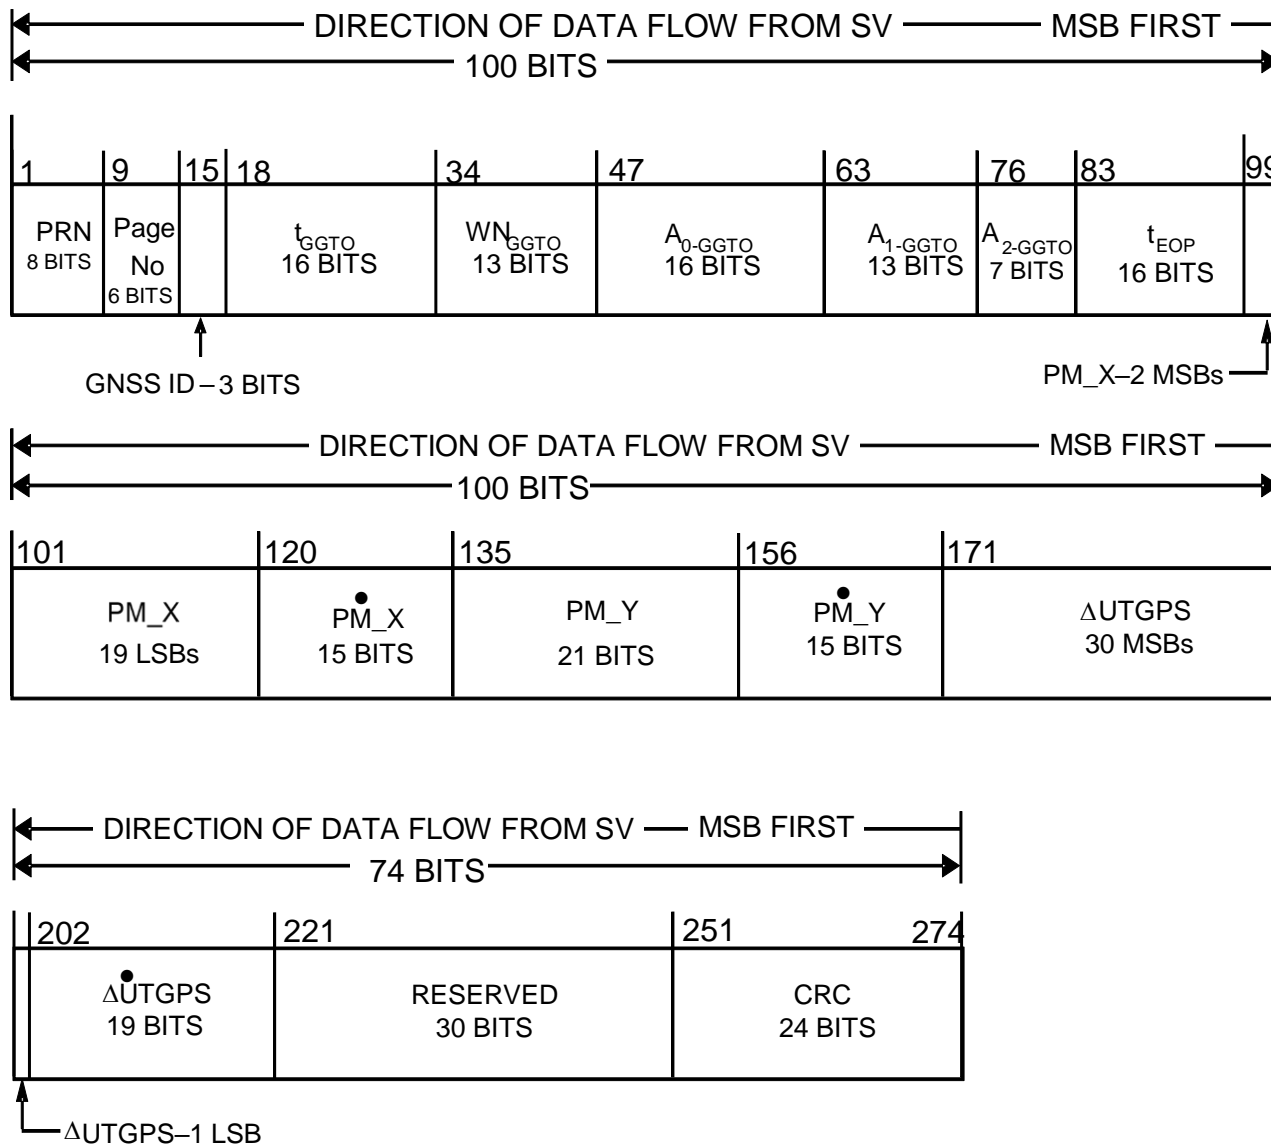 DIRECTION OF DATA FLOW FROM SV MSB FIRST
100 BITS
1 9 15 18 34 47 63 76 83 99
PRN
8 BITS
Page
No
6 BITS
tGGTO
16 BITS
WNGGTO
13 BITS
A0-GGTO
16 BITS
A1-GGTO
13 BITS
A2-GGTO
7 BITS
tEOP
16 BITS
GNSS ID – 3 BITS
PM_X–2 MSBs
DIRECTION OF DATA FLOW FROM SV MSB FIRST
100 BITS
101 120 135 156 171
PM_X
19 LSBs
PṀ_X
15 BITS
PM_Y
21 BITS
PṀ_Y
15 BITS
ΔUTGPS
30 MSBs
DIRECTION OF DATA FLOW FROM SV MSB FIRST
74 BITS
202 221 251 274
ΔU̇TGPS
19 BITS
RESERVED
30 BITS
CRC
24 BITS
ΔUTGPS–1 LSB